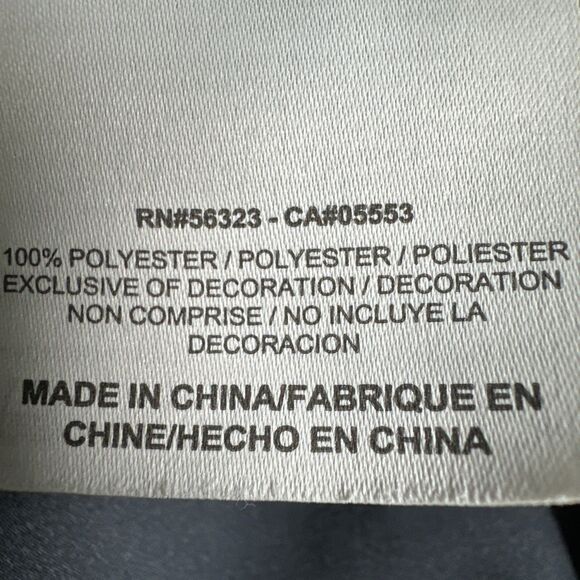 RN#56323 - CA#05553
100% POLYESTER / POLYESTER / POLIESTER
EXCLUSIVE OF DECORATION / DECORATION
NON COMPRISE / NO INCLUYE LA
DECORACION
MADE IN CHINA/FABRIQUE EN
CHINE/HECHO EN CHINA